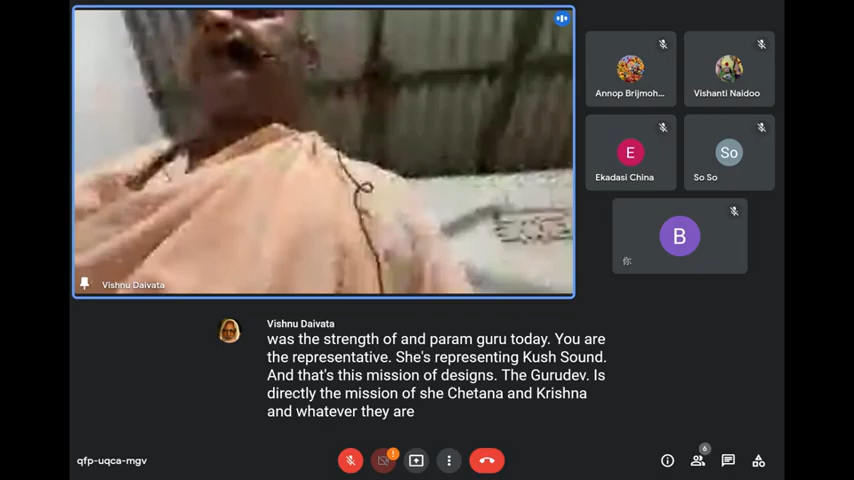 Annop Brijmoh...
Vishanti Naidoo
E
Ekadasi China
So
So So
B
你
Vishnu Daivata
Vishnu Daivata
was the strength of and param guru today. You are
the representative. She's representing Kush Sound.
And that's this mission of designs. The Gurudev. Is
directly the mission of she Chetana and Krishna
and whatever they are
qfp-uqca-mgv
!
6